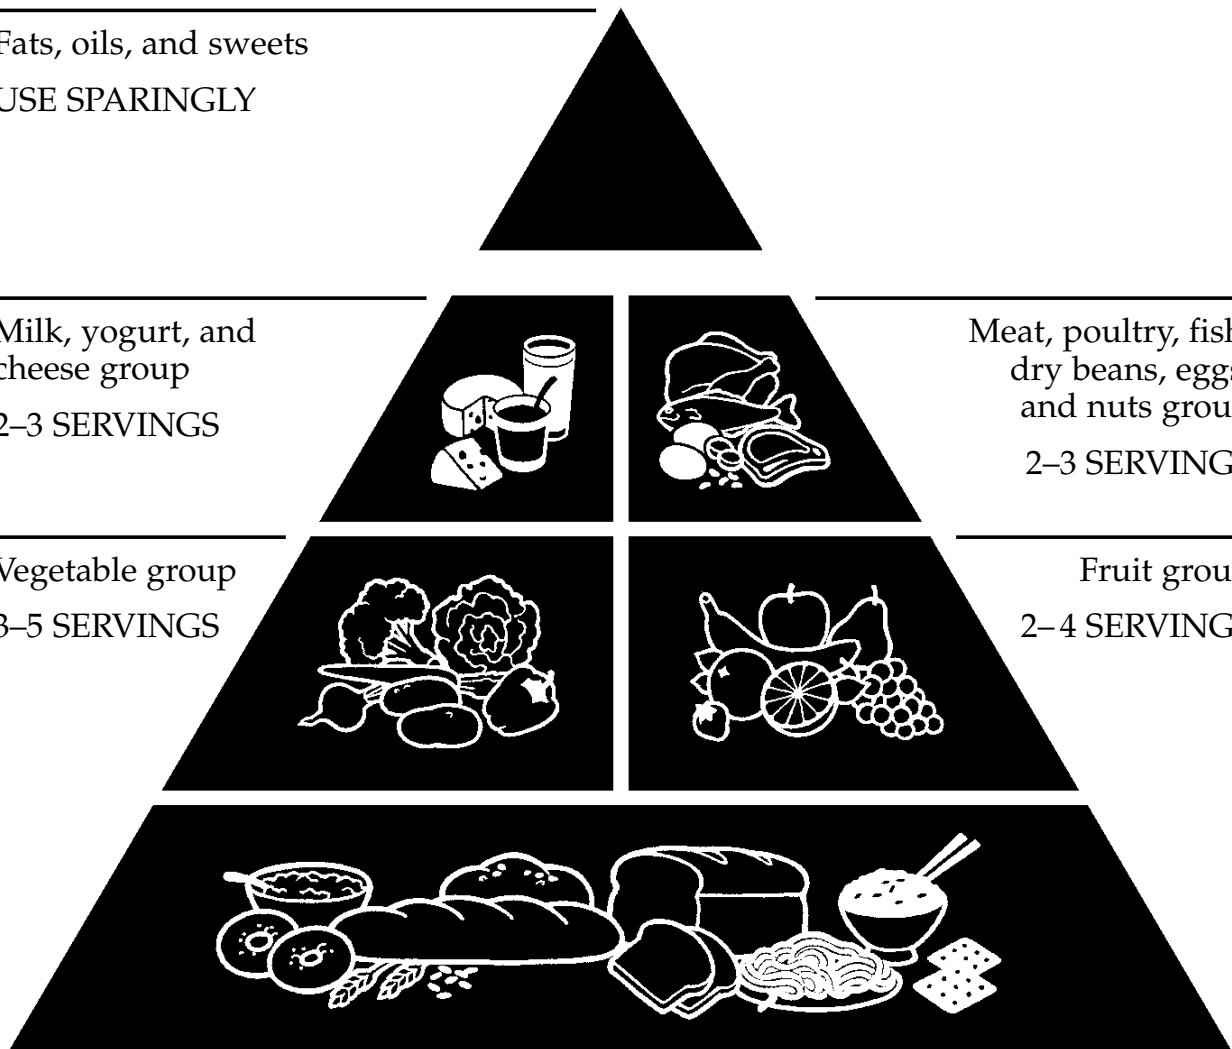 Fats, oils, and sweets
USE SPARINGLY
Milk, yogurt, and
cheese group
2–3 SERVINGS
Meat, poultry, fish
dry beans, eggs
and nuts grou
2–3 SERVING
Vegetable group
3–5 SERVINGS
Fruit grou
2–4 SERVING